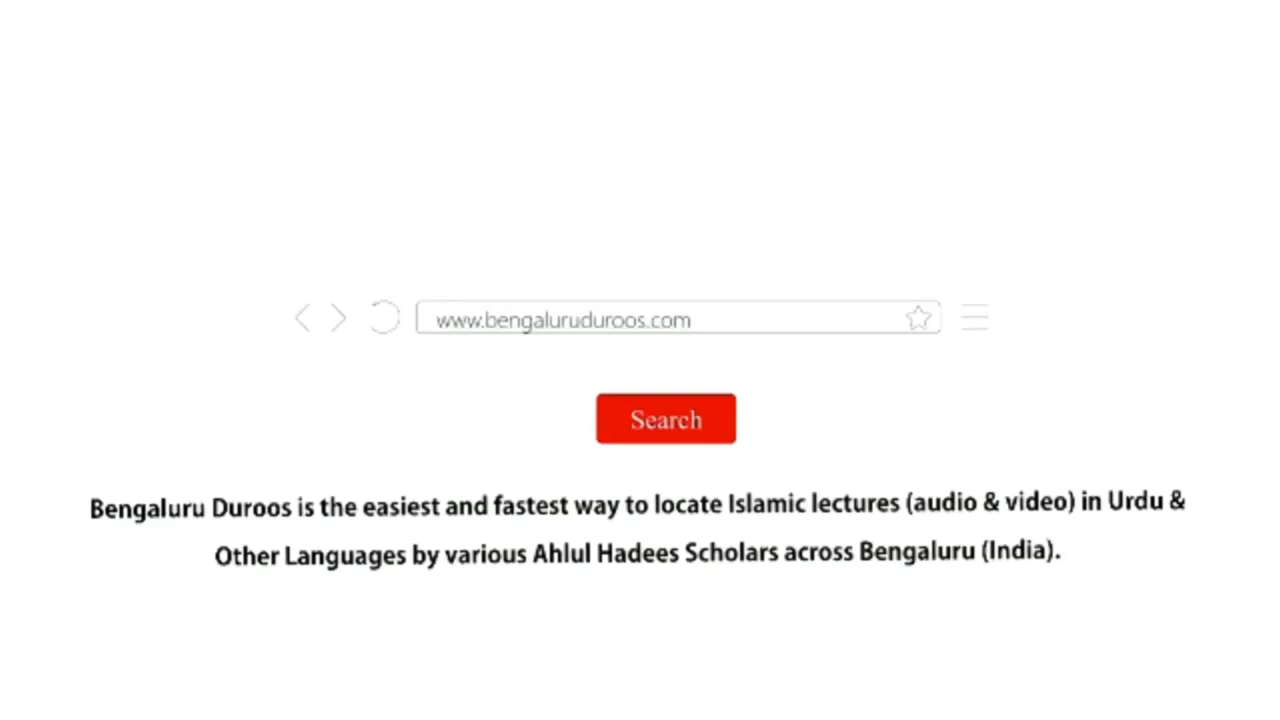 www.bengaluruduroos.com
Search
Bengaluru Duroos is the easiest and fastest way to locate Islamic lectures (audio & video) in Urdu &
Other Languages by various Ahlul Hadees Scholars across Bengaluru (India).